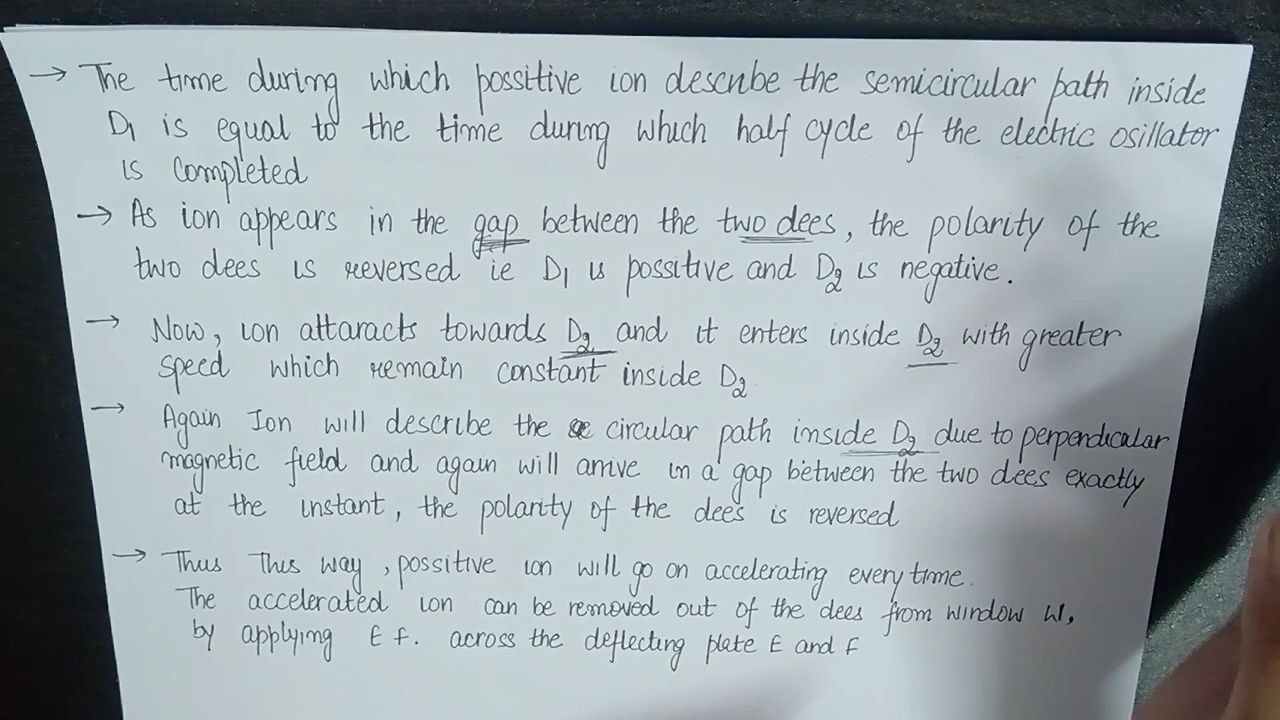 → The time during which possitive ion describe the semicircular path inside
D1 is equal to the time during which half cycle of the electric osillator
is completed
→ As ion appears in the gap between the two dees, the polarity of the
two dees is reversed ie D1 is possitive and D2 is negative.
→ Now, ion attaracts towards D2 and it enters inside D2 with greater
speed which remain constant inside D2
→ Again Ion will describe the circular path inside D2 due to perpendicular
magnetic field and again will arrive in a gap between the two dees exactly
at the instant, the polarity of the dees is reversed
→ Thus This way, possitive ion will go on accelerating every time.
The accelerated ion can be removed out of the dees from window W,
by applying E f. across the deflecting plate E and F